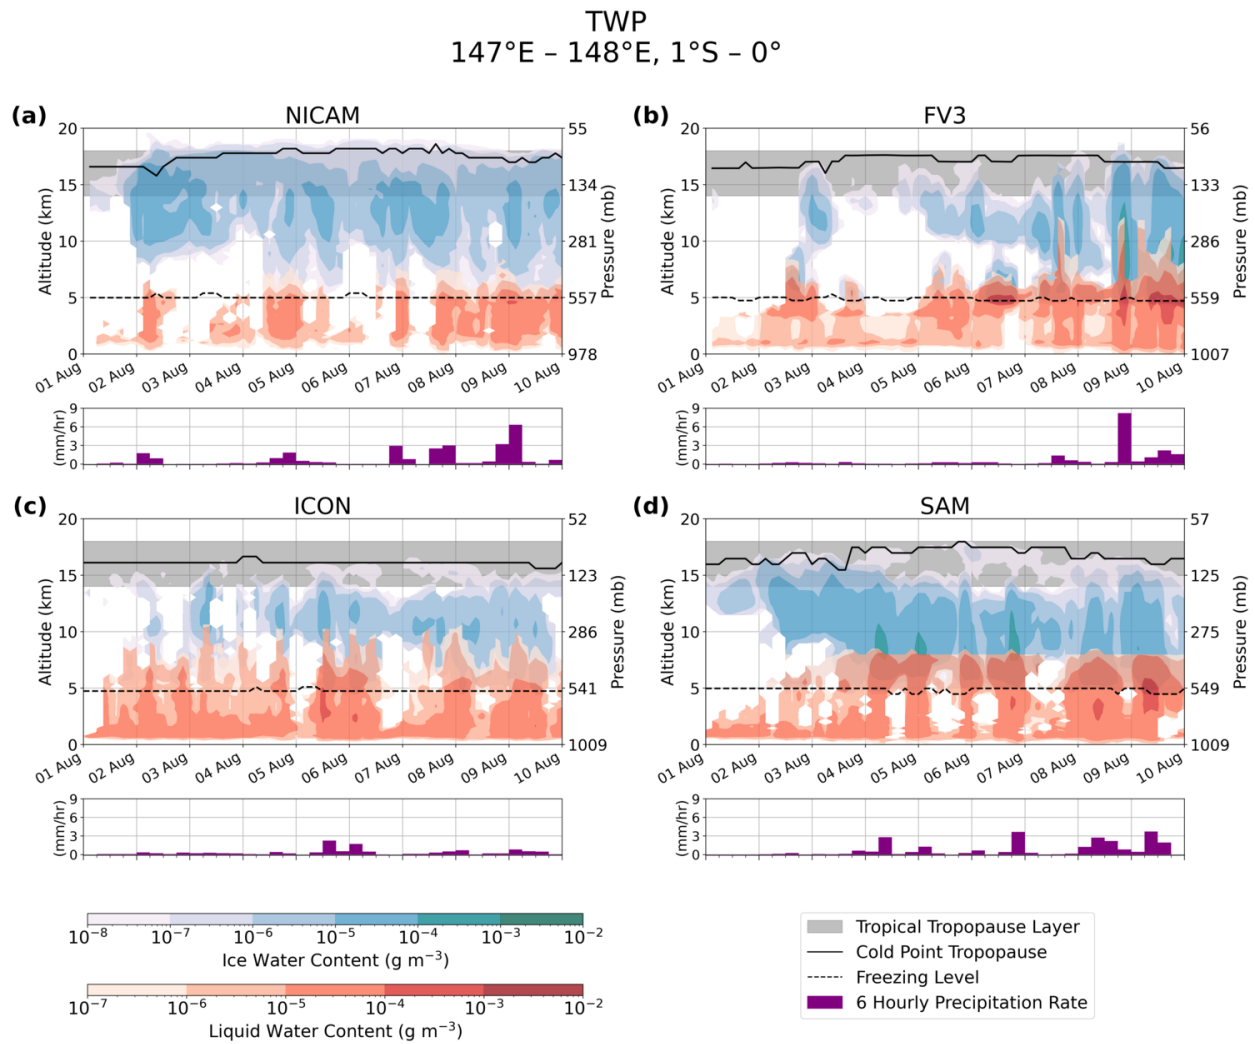 TWP
147°E – 148°E, 1°S – 0°
(a) NICAM
20 15 10 5 0
Altitude (km)
55 134 281 557 978
Pressure (mb)
01 Aug 02 Aug 03 Aug 04 Aug 05 Aug 06 Aug 07 Aug 08 Aug 09 Aug 10 Aug
9 6 3 0
(mm/hr)
(b) FV3
20 15 10 5 0
Altitude (km)
56 133 286 559 1007
Pressure (mb)
01 Aug 02 Aug 03 Aug 04 Aug 05 Aug 06 Aug 07 Aug 08 Aug 09 Aug 10 Aug
9 6 3 0
(mm/hr)
(c) ICON
20 15 10 5 0
Altitude (km)
52 123 286 541 1009
Pressure (mb)
01 Aug 02 Aug 03 Aug 04 Aug 05 Aug 06 Aug 07 Aug 08 Aug 09 Aug 10 Aug
9 6 3 0
(mm/hr)
(d) SAM
20 15 10 5 0
Altitude (km)
57 125 275 549 1009
Pressure (mb)
01 Aug 02 Aug 03 Aug 04 Aug 05 Aug 06 Aug 07 Aug 08 Aug 09 Aug 10 Aug
9 6 3 0
(mm/hr)
10⁻⁸ 10⁻⁷ 10⁻⁶ 10⁻⁵ 10⁻⁴ 10⁻³ 10⁻²
Ice Water Content (g m⁻³)
10⁻⁷ 10⁻⁶ 10⁻⁵ 10⁻⁴ 10⁻³ 10⁻²
Liquid Water Content (g m⁻³)
Tropical Tropopause Layer
Cold Point Tropopause
Freezing Level
6 Hourly Precipitation Rate